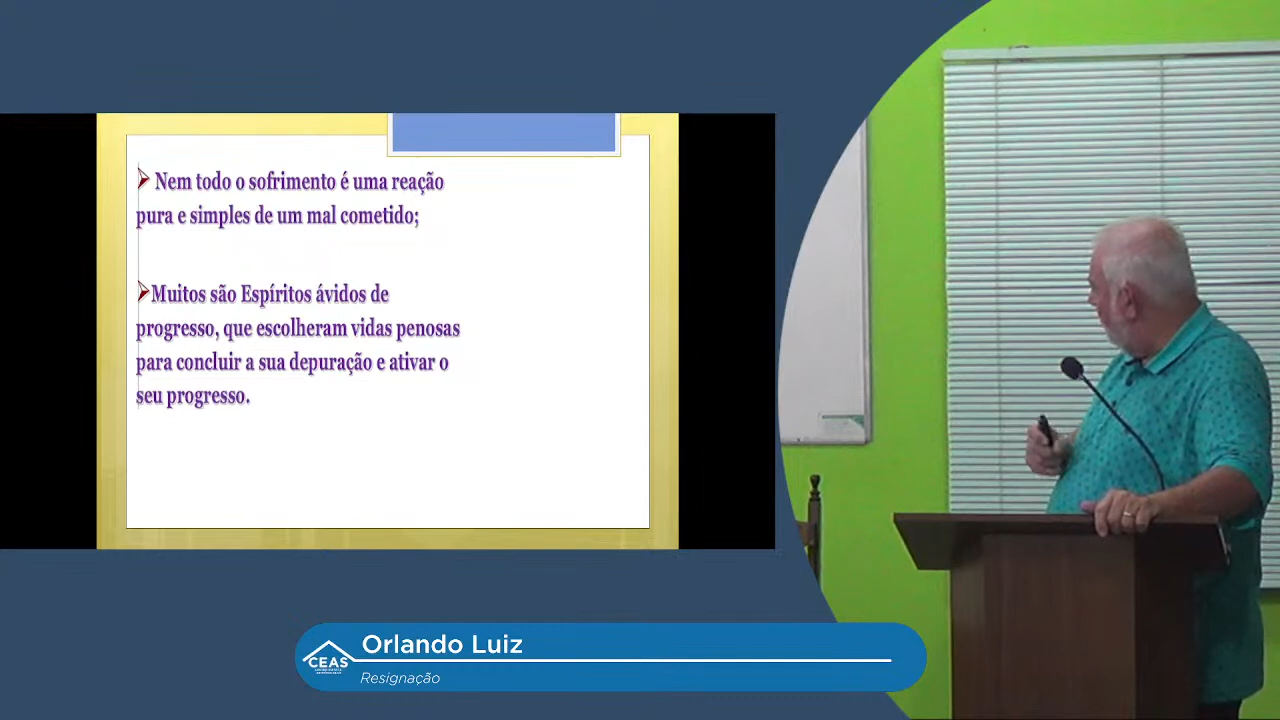 Nem todo o sofrimento é uma reação
pura e simples de um mal cometido;
Muitos são Espíritos ávidos de
progresso, que escolheram vidas penosas
para concluir a sua depuração e ativar o
seu progresso.
Orlando Luiz
CEAS
Resignação